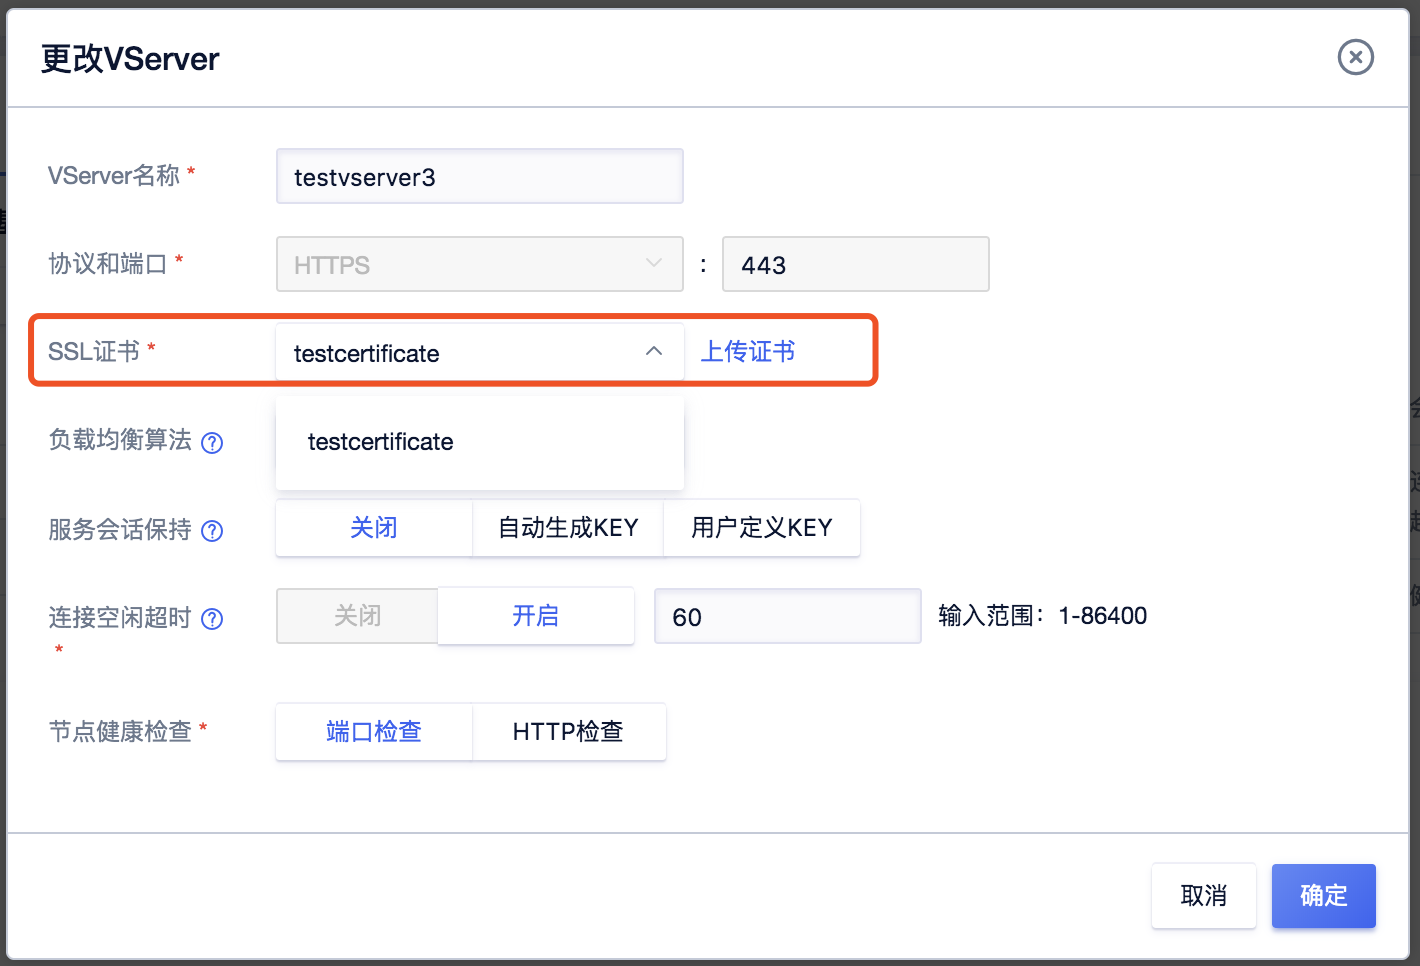 更改VServer
VServer名称 *
testvserver3
协议和端口 *
HTTPS
:
443
SSL证书 *
testcertificate
上传证书
负载均衡算法
testcertificate
服务会话保持
关闭
自动生成KEY
用户定义KEY
连接空闲超时 *
关闭
开启
60
输入范围：1-86400
节点健康检查 *
端口检查
HTTP检查
取消
确定